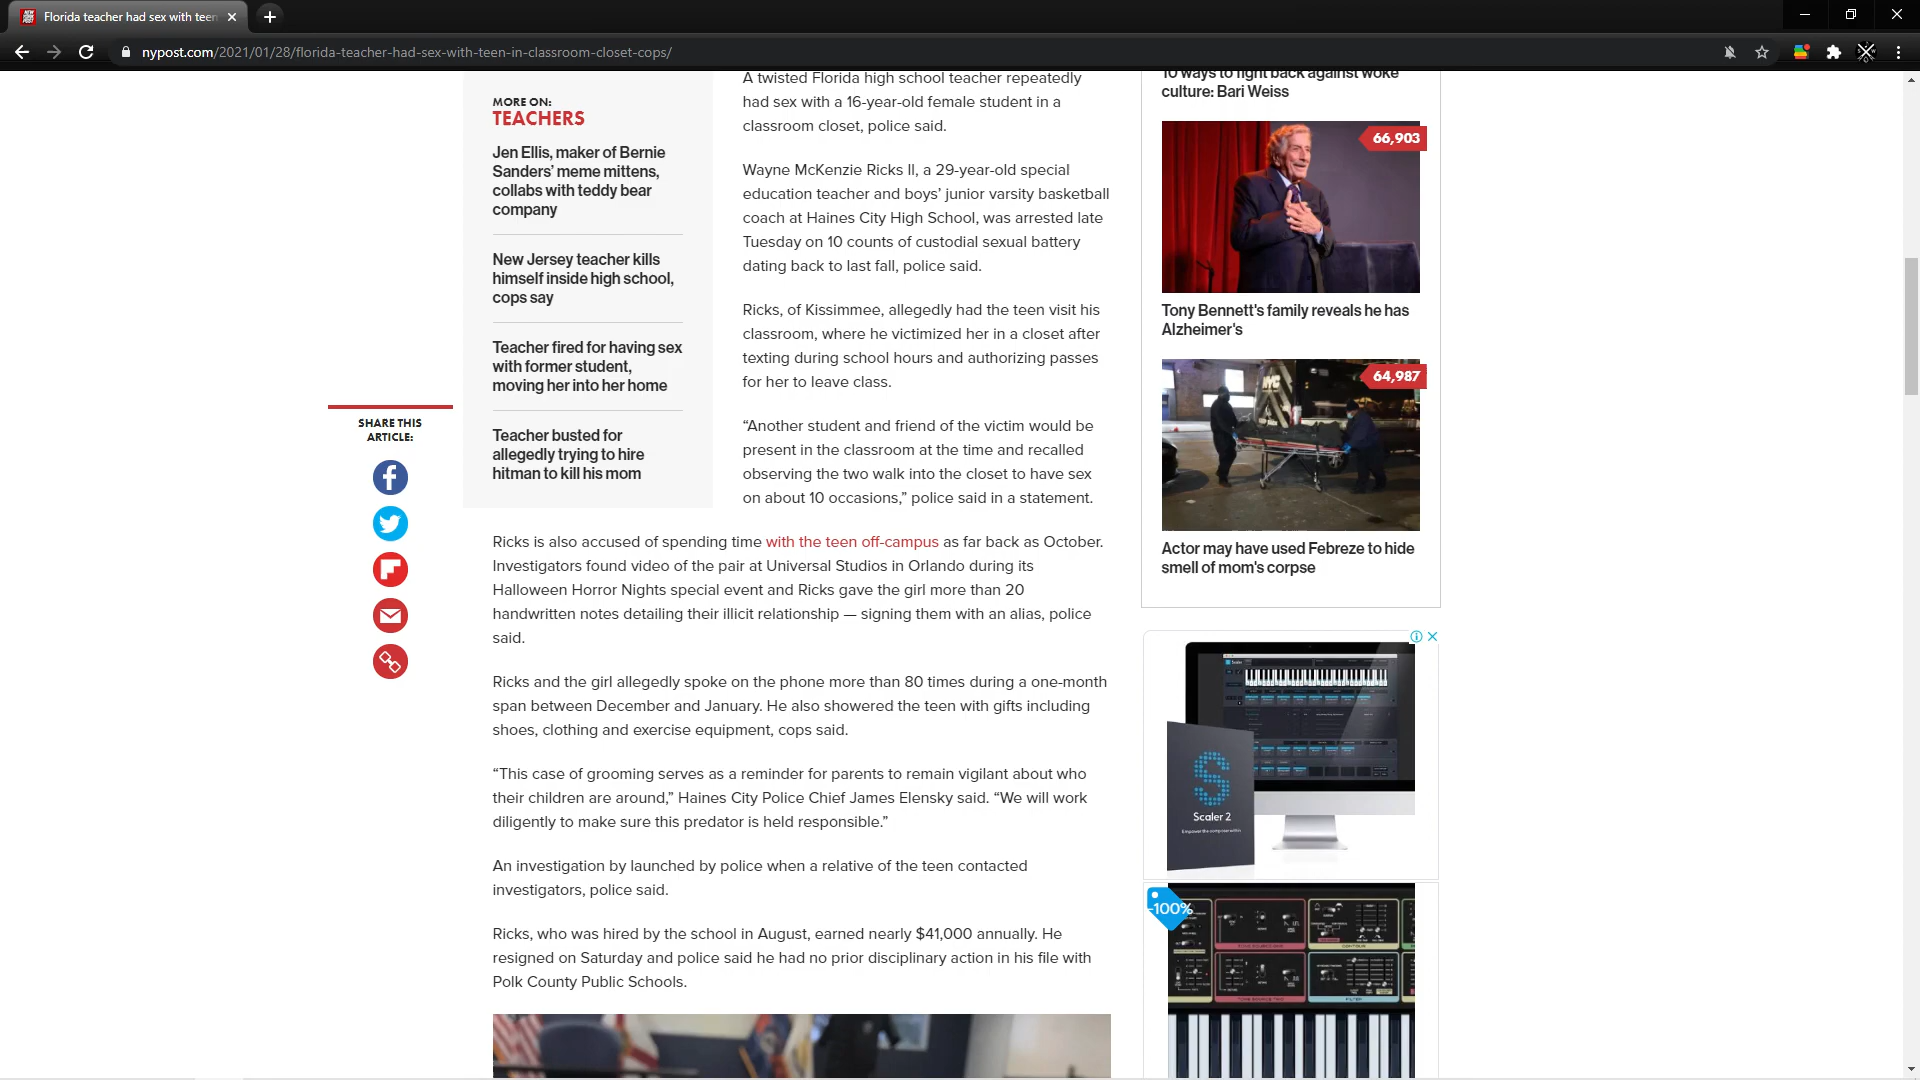 Florida teacher had sex with teen
nypost.com/2021/01/28/florida-teacher-had-sex-with-teen-in-classroom-closet-cops/
MORE ON:
TEACHERS
Jen Ellis, maker of Bernie
Sanders’ meme mittens,
collabs with teddy bear
company
New Jersey teacher kills
himself inside high school,
cops say
Teacher fired for having sex
with former student,
moving her into her home
Teacher busted for
allegedly trying to hire
hitman to kill his mom
SHARE THIS
ARTICLE:
A twisted Florida high school teacher repeatedly
had sex with a 16-year-old female student in a
classroom closet, police said.
Wayne McKenzie Ricks II, a 29-year-old special
education teacher and boys’ junior varsity basketball
coach at Haines City High School, was arrested late
Tuesday on 10 counts of custodial sexual battery
dating back to last fall, police said.
Ricks, of Kissimmee, allegedly had the teen visit his
classroom, where he victimized her in a closet after
texting during school hours and authorizing passes
for her to leave class.
“Another student and friend of the victim would be
present in the classroom at the time and recalled
observing the two walk into the closet to have sex
on about 10 occasions,” police said in a statement.
Ricks is also accused of spending time with the teen off-campus as far back as October.
Investigators found video of the pair at Universal Studios in Orlando during its
Halloween Horror Nights special event and Ricks gave the girl more than 20
handwritten notes detailing their illicit relationship — signing them with an alias, police
said.
Ricks and the girl allegedly spoke on the phone more than 80 times during a one-month
span between December and January. He also showered the teen with gifts including
shoes, clothing and exercise equipment, cops said.
“This case of grooming serves as a reminder for parents to remain vigilant about who
their children are around,” Haines City Police Chief James Elensky said. “We will work
diligently to make sure this predator is held responsible.”
An investigation by launched by police when a relative of the teen contacted
investigators, police said.
Ricks, who was hired by the school in August, earned nearly $41,000 annually. He
resigned on Saturday and police said he had no prior disciplinary action in his file with
Polk County Public Schools.
10 ways to fight back against woke
culture: Bari Weiss
66,903
Tony Bennett's family reveals he has
Alzheimer's
64,987
Actor may have used Febreze to hide
smell of mom's corpse
Scaler 2
-100%